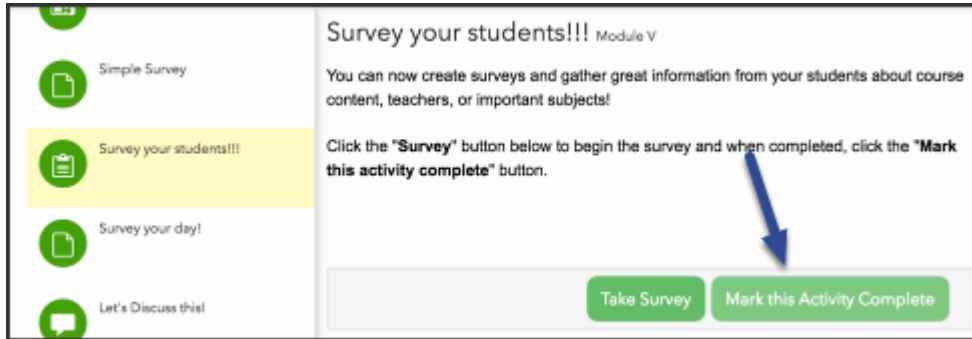 Simple Survey
Survey your students!!!
Survey your day!
Let's Discuss this!
Survey your students!!! Module V
You can now create surveys and gather great information from your students about course
content, teachers, or important subjects!
Click the "Survey" button below to begin the survey and when completed, click the "Mark
this activity complete" button.
Take Survey
Mark this Activity Complete